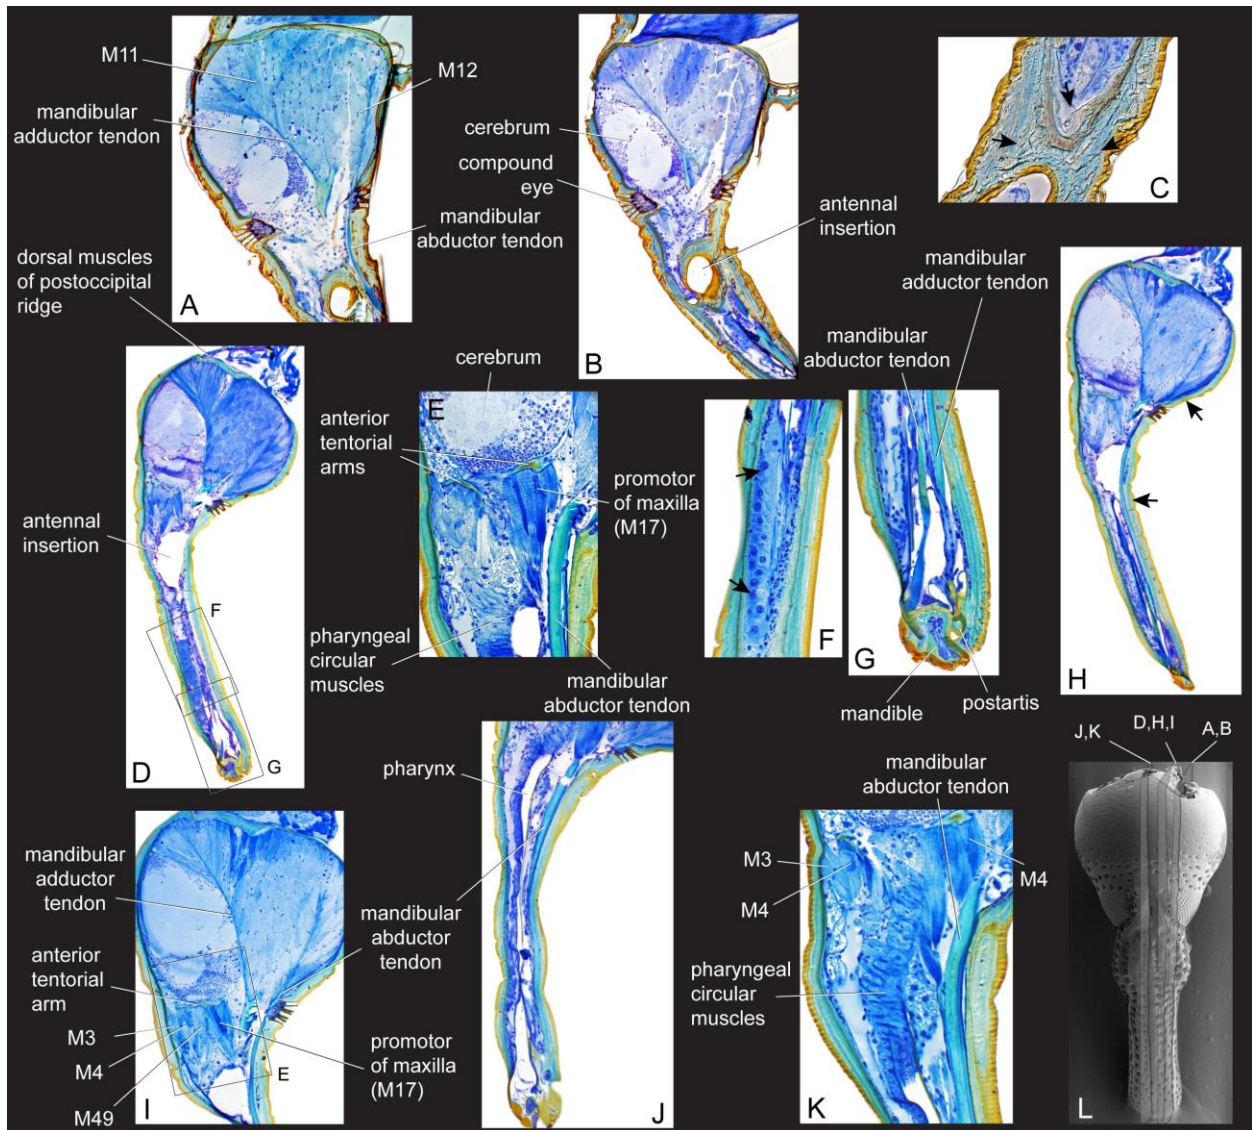 M11
M12
mandibular
adductor tendon
mandibular
abductor tendon
A
cerebrum
compound
eye
antennal
insertion
B
C
dorsal muscles
of postoccipital
ridge
antennal
insertion
F
G
D
cerebrum
E
anterior
tentorial
arms
promotor
of maxilla
(M17)
pharyngeal
circular
muscles
mandibular
abductor tendon
F
mandibular
adductor tendon
mandibular
abductor tendon
G
mandible
postartis
H
mandibular
adductor
tendon
anterior
tentorial
arm
M3
M4
M49
promotor
of maxilla
(M17)
E
I
pharynx
mandibular
abductor
tendon
J
mandibular
abductor tendon
M3
M4
M4
pharyngeal
circular
muscles
K
J,K
D,H,I
A,B
L